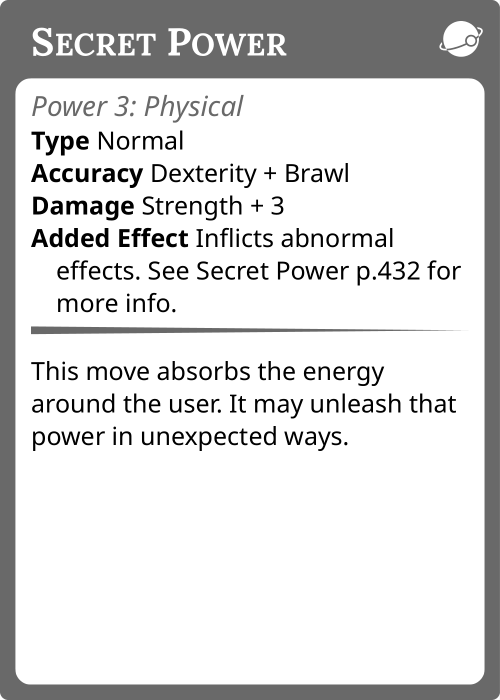 Secret Power
Power 3: Physical
Type Normal
Accuracy Dexterity + Brawl
Damage Strength + 3
Added Effect Inflicts abnormal
effects. See Secret Power p.432 for
more info.
This move absorbs the energy
around the user. It may unleash that
power in unexpected ways.